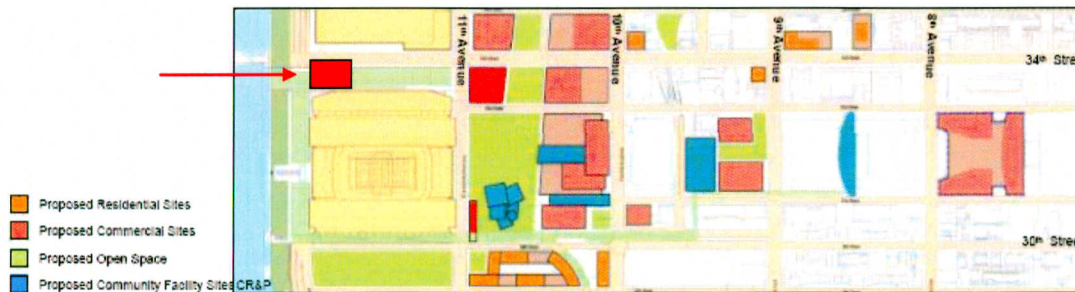 11th Avenue
10th Avenue
9th Avenue
8th Avenue
34th Stre
30th Street
Proposed Residential Sites
Proposed Commercial Sites
Proposed Open Space
Proposed Community Facility Sites CR&P